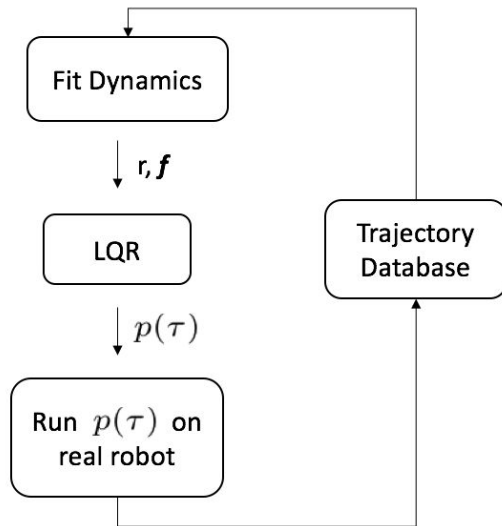 Fit Dynamics
r, f
LQR
p(τ)
Run p(τ) on
real robot
Trajectory
Database